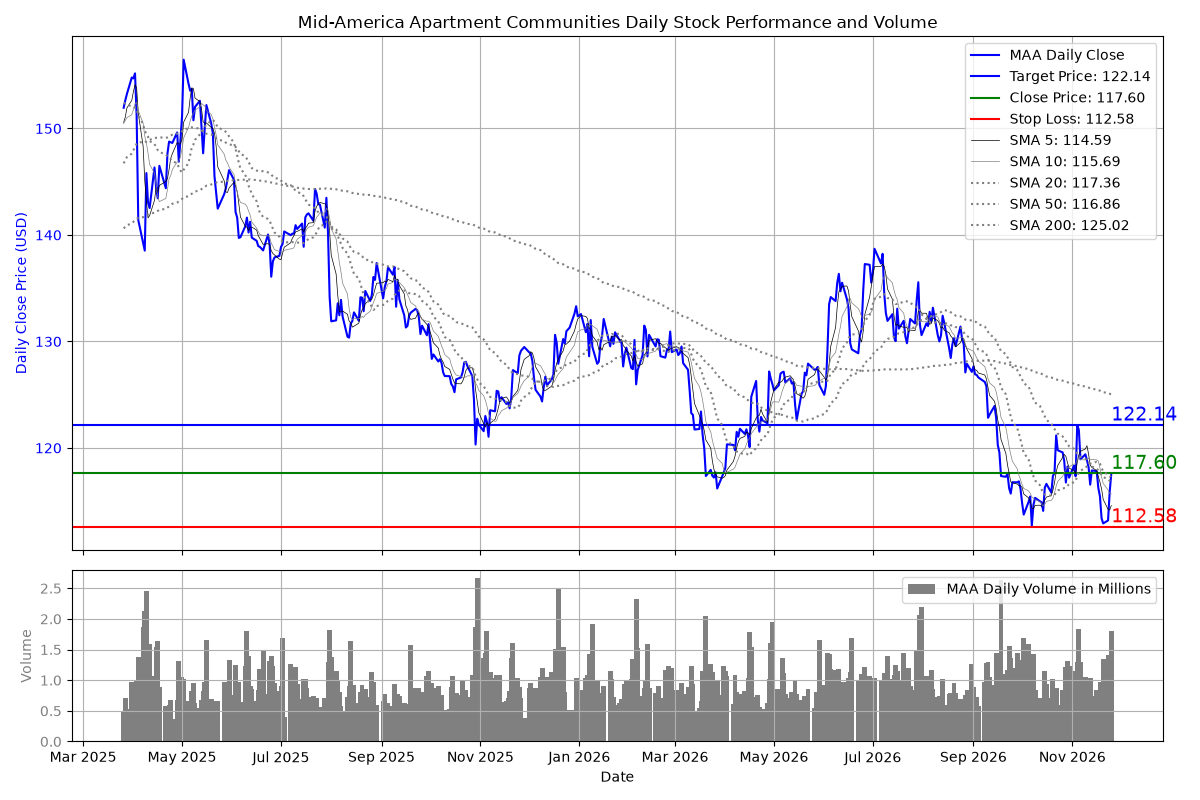 Mid-America Apartment Communities Daily Stock Performance and Volume
Daily Close Price (USD)
150
140
130
120
MAA Daily Close
Target Price: 122.14
Close Price: 117.60
Stop Loss: 112.58
SMA 5: 114.59
SMA 10: 115.69
SMA 20: 117.36
SMA 50: 116.86
SMA 200: 125.02
122.14
117.60
112.58
Volume
2.5
2.0
1.5
1.0
0.5
0.0
MAA Daily Volume in Millions
Mar 2025 May 2025 Jul 2025 Sep 2025 Nov 2025 Jan 2026 Mar 2026 May 2026 Jul 2026 Sep 2026 Nov 2026
Date